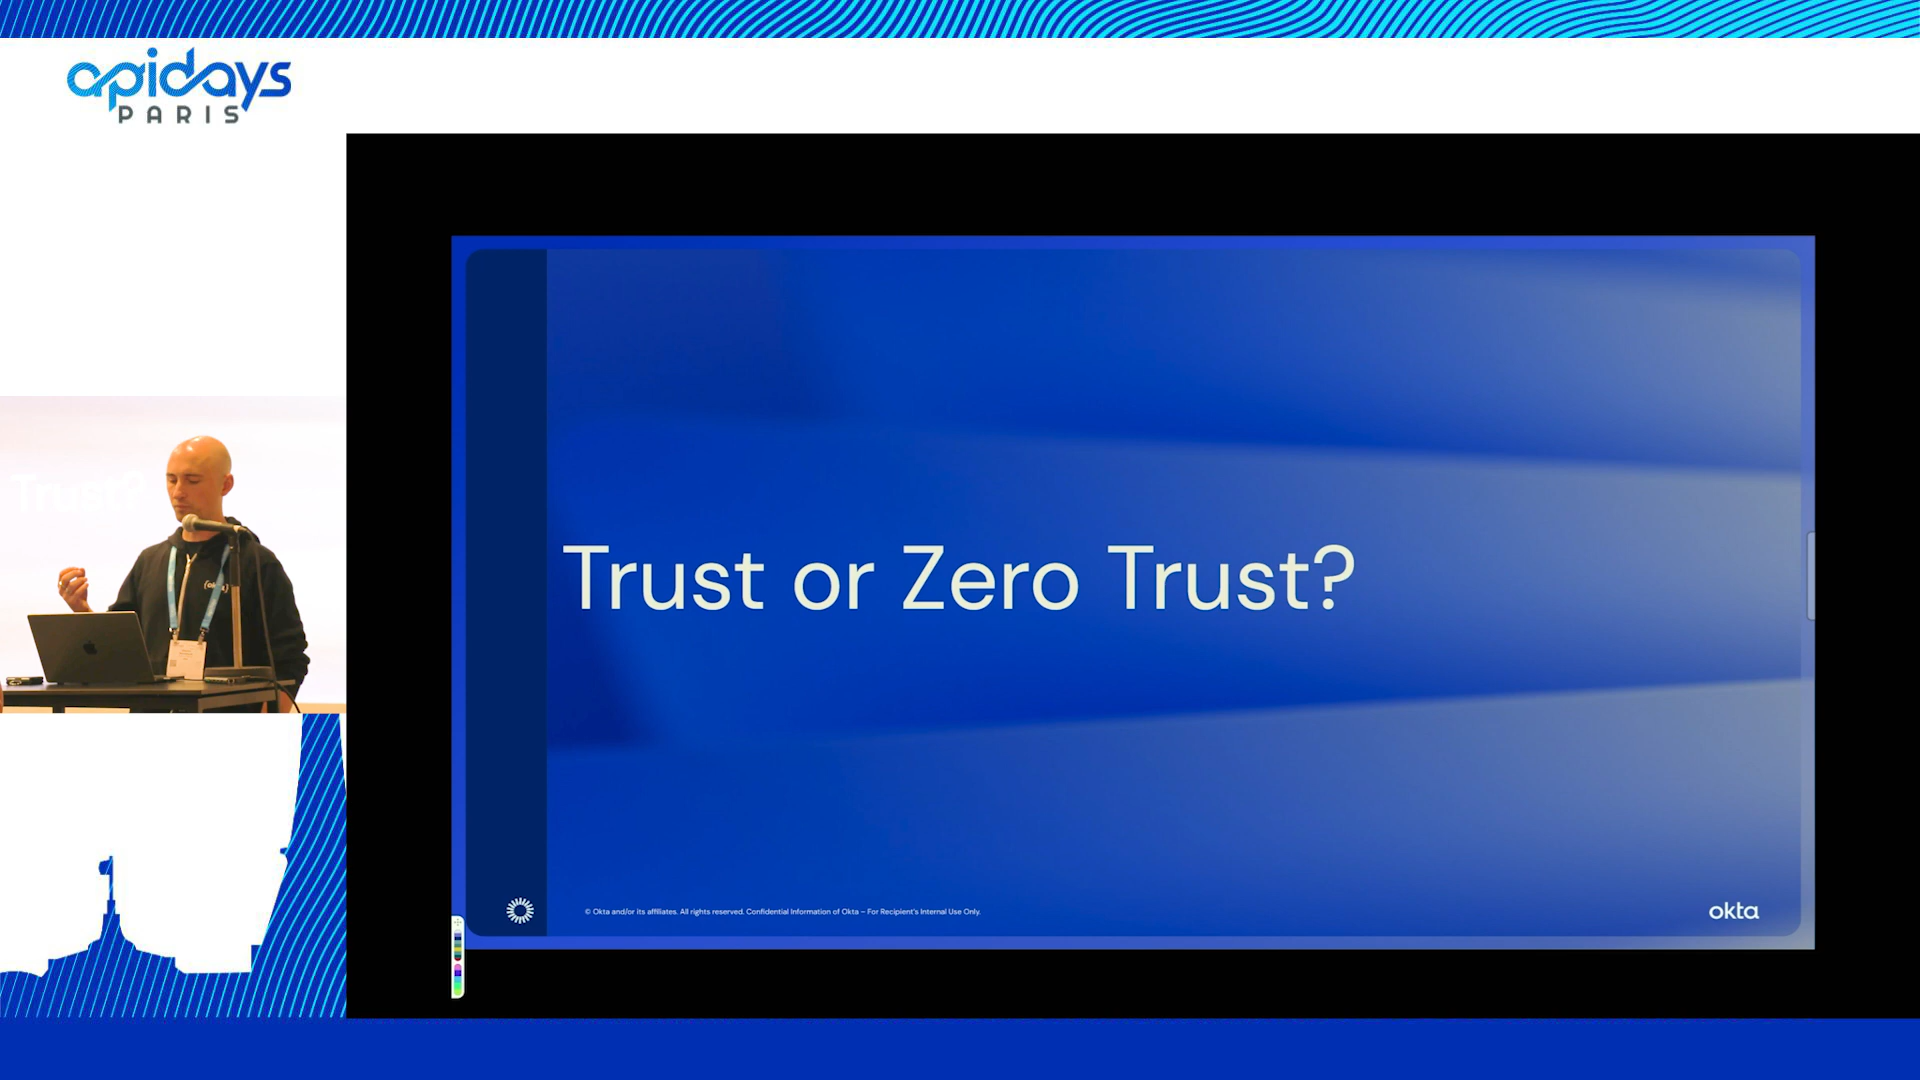 apidays
PARIS
Trust?
Trust or Zero Trust?
© Okta and/or its affiliates. All rights reserved. Confidential Information of Okta – For Recipient's Internal Use Only.
okta